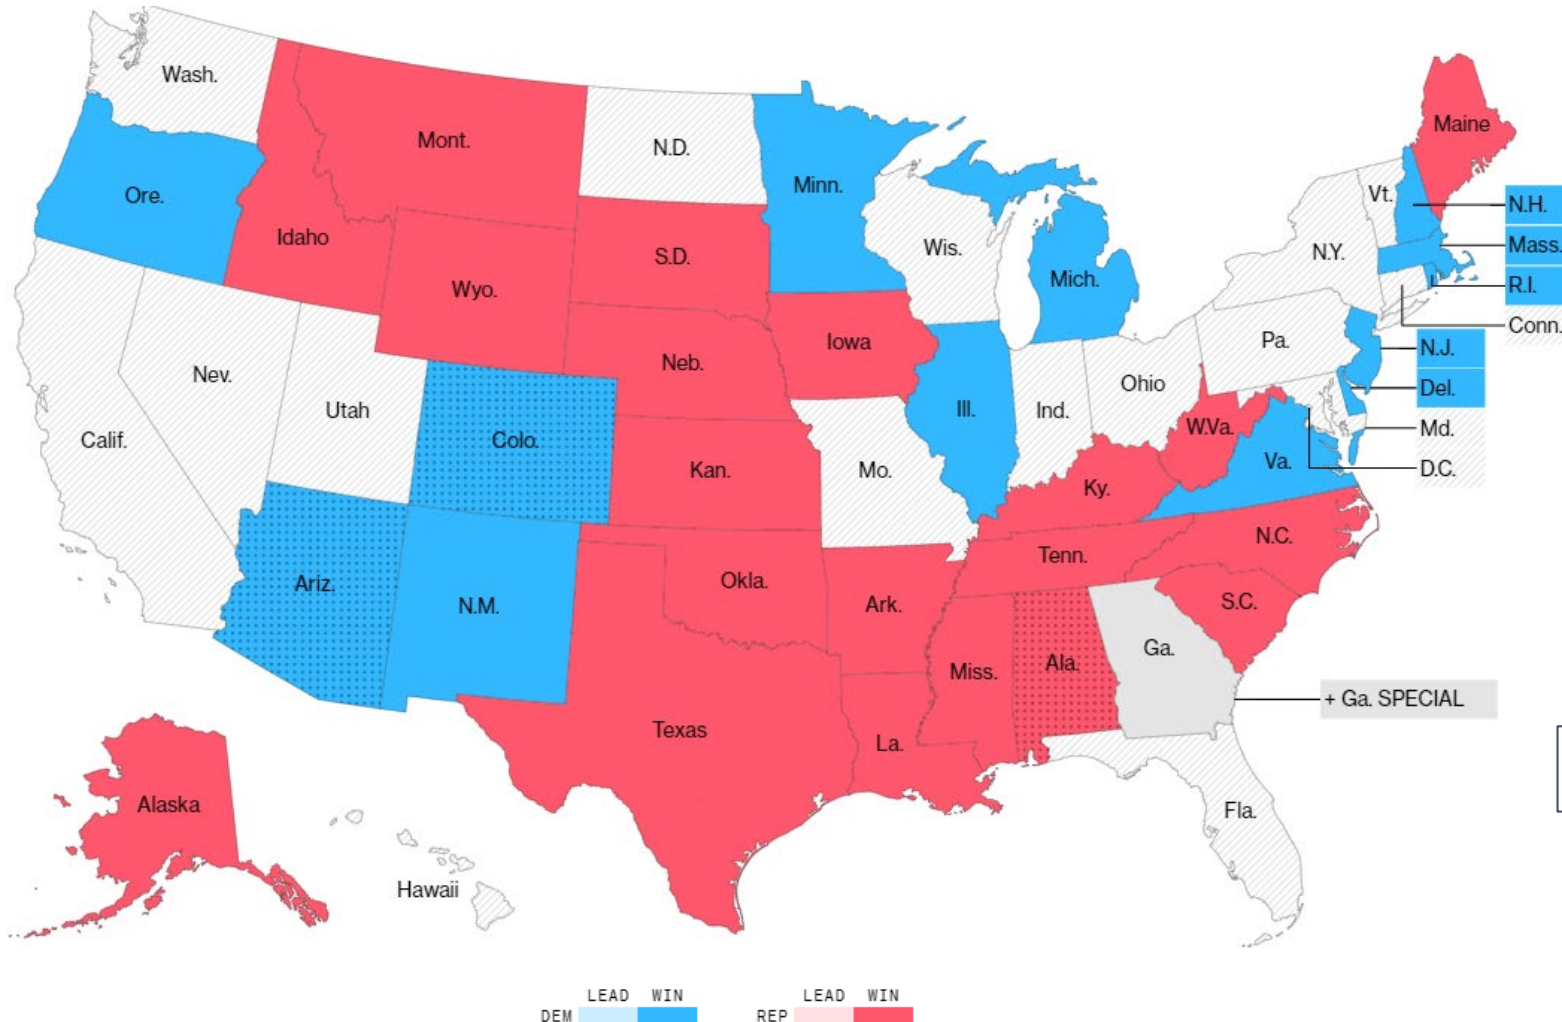 Wash.
Mont.
N.D.
Minn.
Maine
Ore.
Idaho
Vt.
N.H.
S.D.
Wis.
N.Y.
Mass.
Wyo.
Mich.
R.I.
Conn.
Iowa
Pa.
N.J.
Nev.
Neb.
Ohio
Del.
Utah
Ill.
Ind.
Calif.
Colo.
W.Va.
Md.
Kan.
Mo.
Va.
D.C.
Ky.
N.C.
Tenn.
Ariz.
Okla.
N.M.
Ark.
S.C.
Ga.
Miss.
Ala.
+ Ga. SPECIAL
Texas
La.
Alaska
Fla.
Hawaii
LEAD WIN LEAD WIN
DEM REP